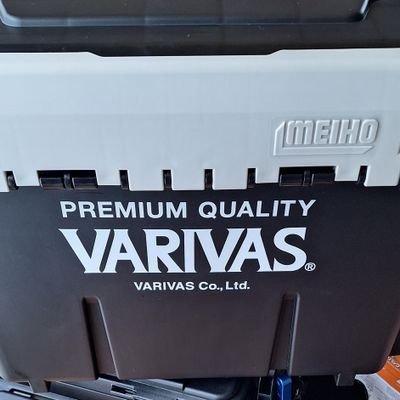 MEIHO
PREMIUM QUALITY
VARIVAS®
VARIVAS Co., Ltd.